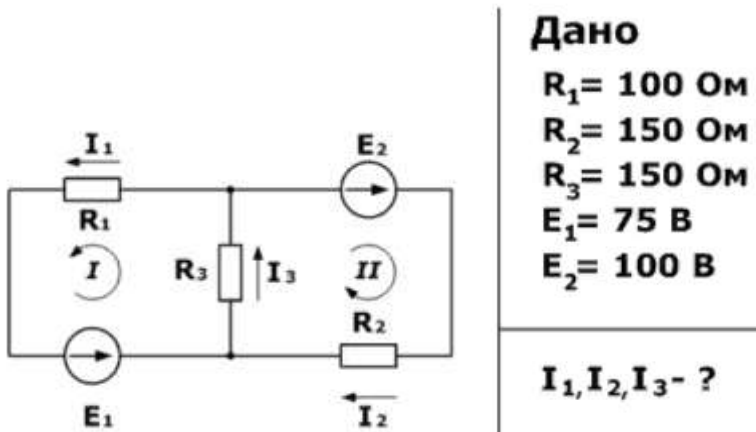 I₁
E₂
R₁
I
R₃
I₃
II
R₂
E₁
I₂
Дано
R₁= 100 Ом
R₂= 150 Ом
R₃= 150 Ом
E₁= 75 В
E₂= 100 В
I₁,I₂,I₃- ?